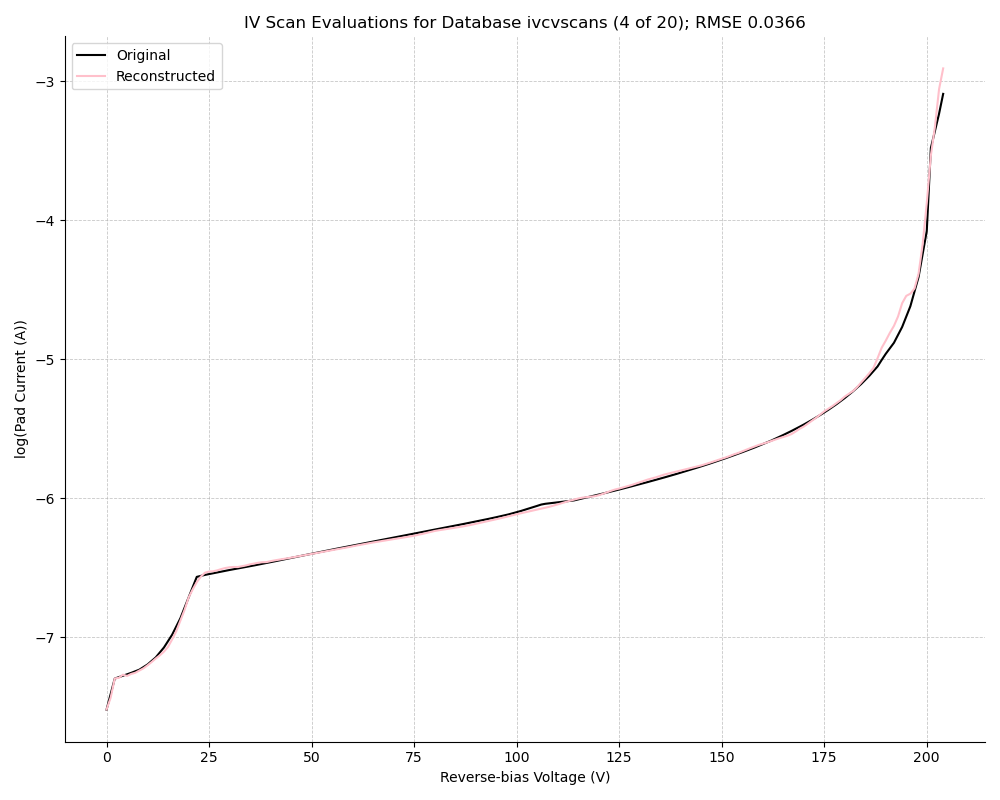 IV Scan Evaluations for Database ivcvscans (4 of 20); RMSE 0.0366
Original
Reconstructed
−3
−4
−5
−6
−7
log(Pad Current (A))
0 25 50 75 100 125 150 175 200
Reverse-bias Voltage (V)